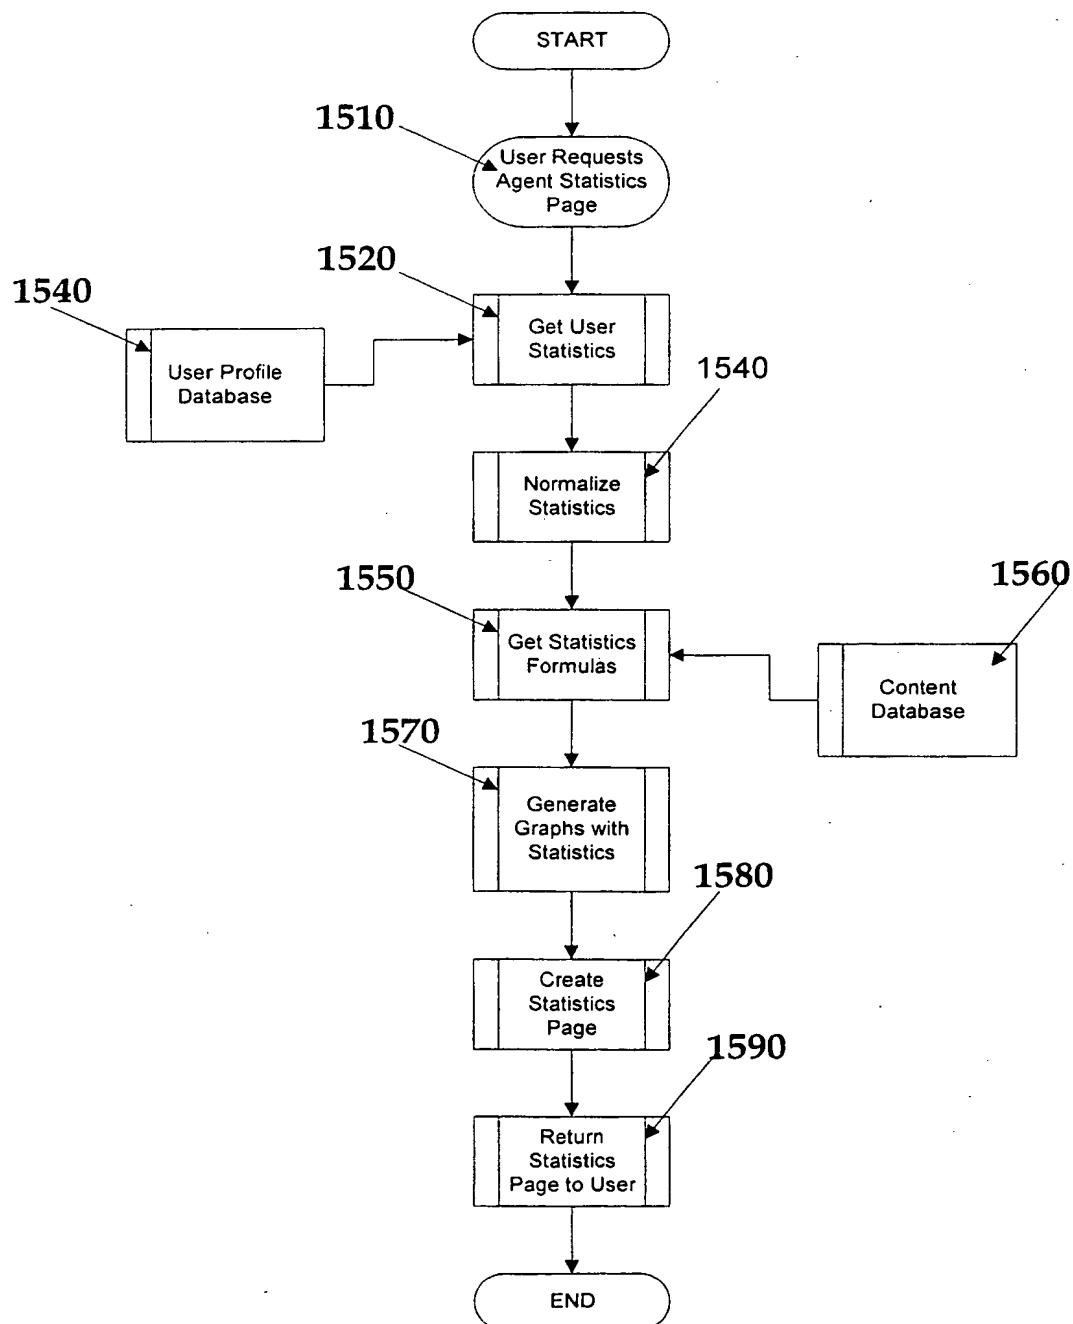 START
1510
User Requests
Agent Statistics
Page
1520
1540
Get User
Statistics
User Profile
Database
1540
Normalize
Statistics
1550
1560
Get Statistics
Formulas
Content
Database
1570
Generate
Graphs with
Statistics
1580
Create
Statistics
Page
1590
Return
Statistics
Page to User
END